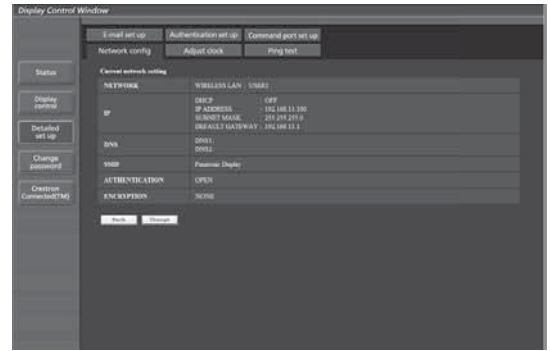 Display Control Window
E-mail set up
Authentication set up
Command port set up
Network config
Adjust clock
Ping test
Status
Display
control
Detailed
set up
Change
password
Crestron
Connected(TM)
Current network setting
NETWORK
WIRELESS LAN : USER1
IP
DHCP : OFF
IP ADDRESS : 192.168.11.100
SUBNET MASK : 255.255.255.0
DEFAULT GATEWAY : 192.168.11.1
DNS
DNS1:
DNS2:
SSID
Panasonic Display
AUTHENTICATION
OPEN
ENCRYPTION
NONE
Back
Change